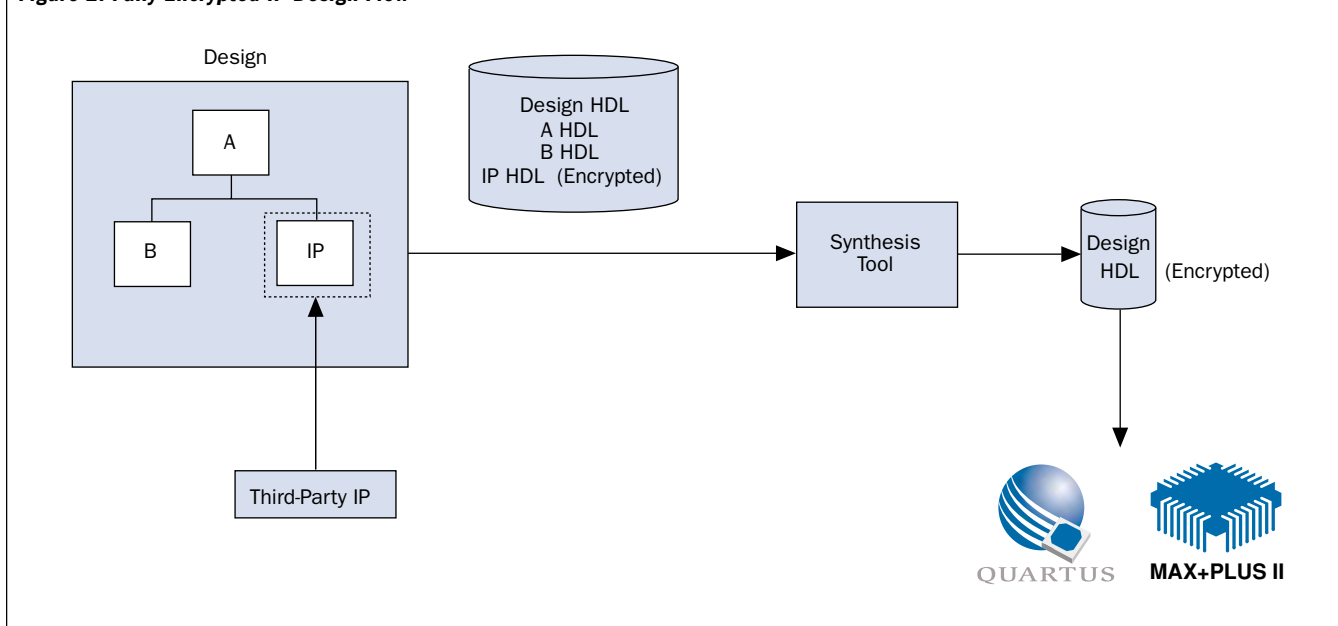 Design
A
B
IP
Third-Party IP
Design HDL
A HDL
B HDL
IP HDL (Encrypted)
Synthesis
Tool
Design
HDL
(Encrypted)
QUARTUS
MAX+PLUS II